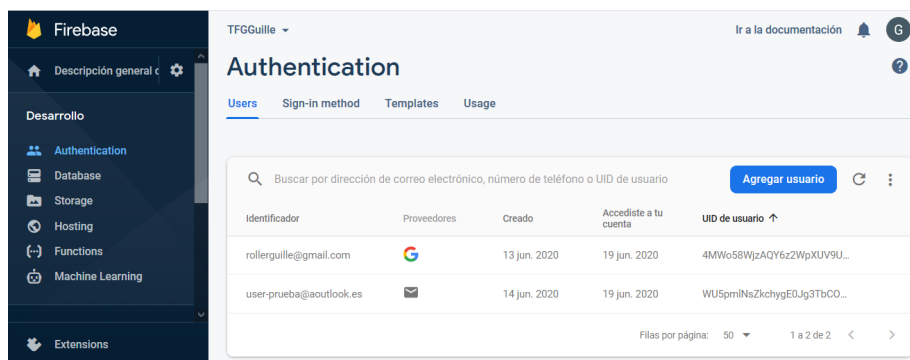 Firebase
TFGGuille
Ir a la documentación
G
Descripción general d
Authentication
?
Users Sign-in method Templates Usage
Desarrollo
Authentication
Database
Storage
Hosting
Functions
Machine Learning
Extensions
Buscar por dirección de correo electrónico, número de teléfono o UID de usuario
Agregar usuario
Identificador Proveedores Creado Accediste a tu cuenta UID de usuario
rollerguille@gmail.com 13 jun. 2020 19 jun. 2020 4MWo58WjzAQY6z2WpXUV9U...
user-prueba@aoutlook.es 14 jun. 2020 19 jun. 2020 WU5pmlNsZkchygE0Jg3TbCO...
Filas por página: 50 1 a 2 de 2